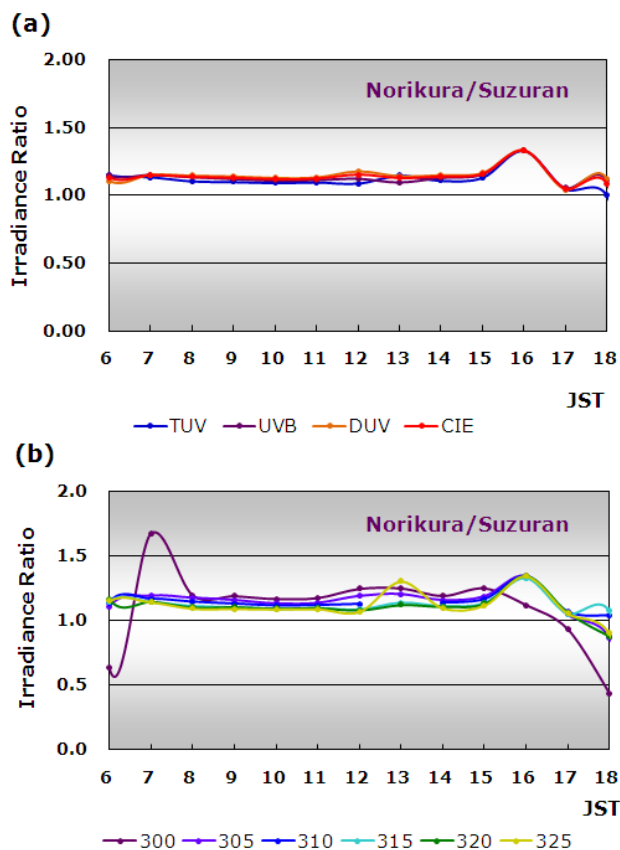 (a)
Norikura/Suzuran
Irradiance Ratio
2.00
1.50
1.00
0.50
0.00
6 7 8 9 10 11 12 13 14 15 16 17 18
JST
TUV UVB DUV CIE
(b)
Norikura/Suzuran
Irradiance Ratio
2.0
1.5
1.0
0.5
0.0
6 7 8 9 10 11 12 13 14 15 16 17 18
JST
300 305 310 315 320 325